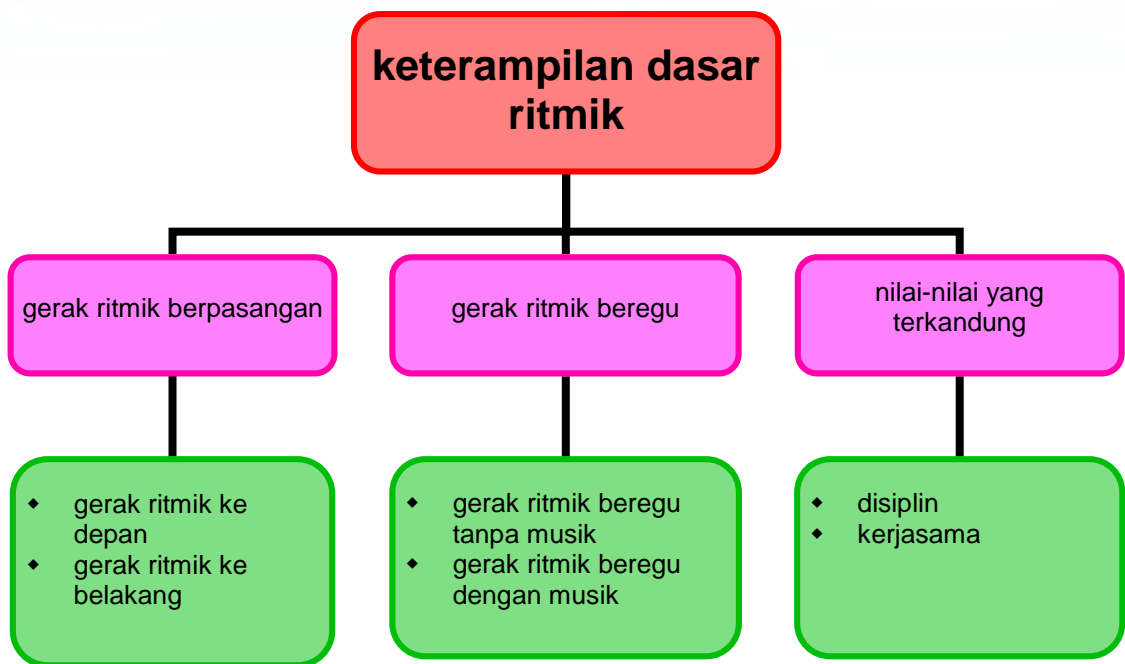 keterampilan dasar
ritmik
gerak ritmik berpasangan
gerak ritmik beregu
nilai-nilai yang
terkandung
◆ gerak ritmik ke
depan
◆ gerak ritmik ke
belakang
◆ gerak ritmik beregu
tanpa musik
◆ gerak ritmik beregu
dengan musik
◆ disiplin
◆ kerjasama